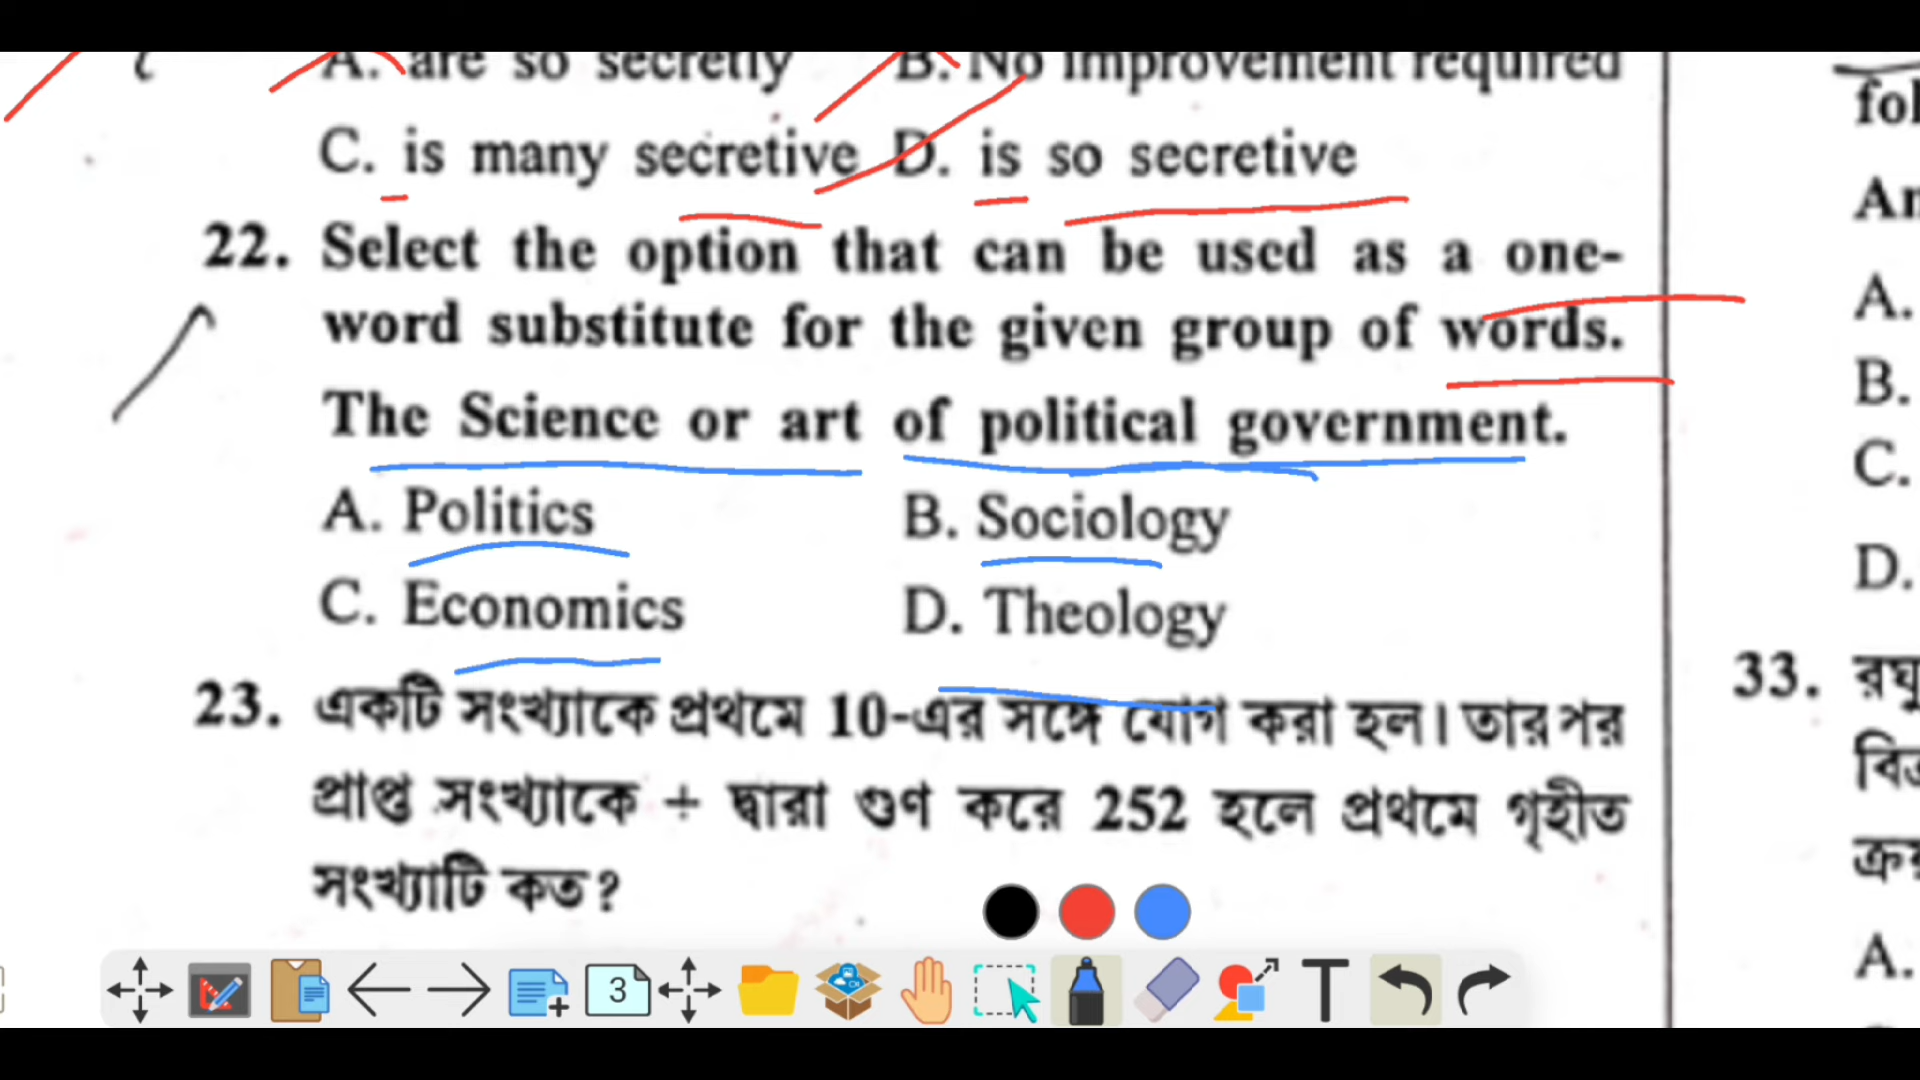 A. are so secretly B. No improvement required
C. is many secretive D. is so secretive
22. Select the option that can be used as a one-
word substitute for the given group of words.
The Science or art of political government.
A. Politics B. Sociology
C. Economics D. Theology
23. একটি সংখ্যাকে প্রথমে 10-এর সঙ্গে যোগ করা হল। তারপর
প্রাপ্ত সংখ্যাকে ÷ দ্বারা গুণ করে 252 হলে প্রথমে গৃহীত
সংখ্যাটি কত?
A.
B.
C.
D.
33.
A.
3
T